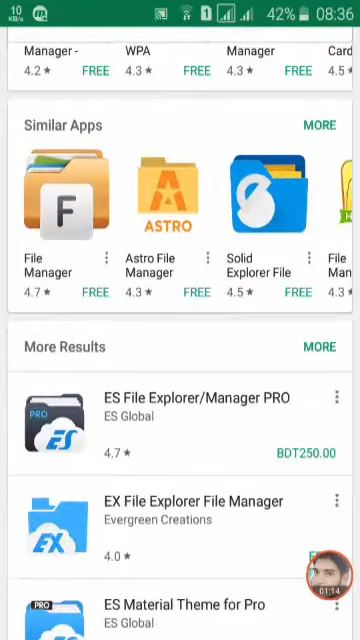 10
KB/s
1
42%
08:36
Manager -
WPA
Manager
Card
4.2 ★ FREE
4.3 ★ FREE
4.3 ★ FREE
4.5 ★
Similar Apps MORE
F
ASTRO
File
Manager
4.7 ★ FREE
Astro File
Manager
4.3 ★ FREE
Solid
Explorer File
4.5 ★ FREE
File
Man
4.3 ★
More Results MORE
PRO
ES
ES File Explorer/Manager PRO
ES Global
4.7 ★ BDT250.00
EX
EX File Explorer File Manager
Evergreen Creations
4.0 ★
01:14
PRO
ES Material Theme for Pro
ES Global